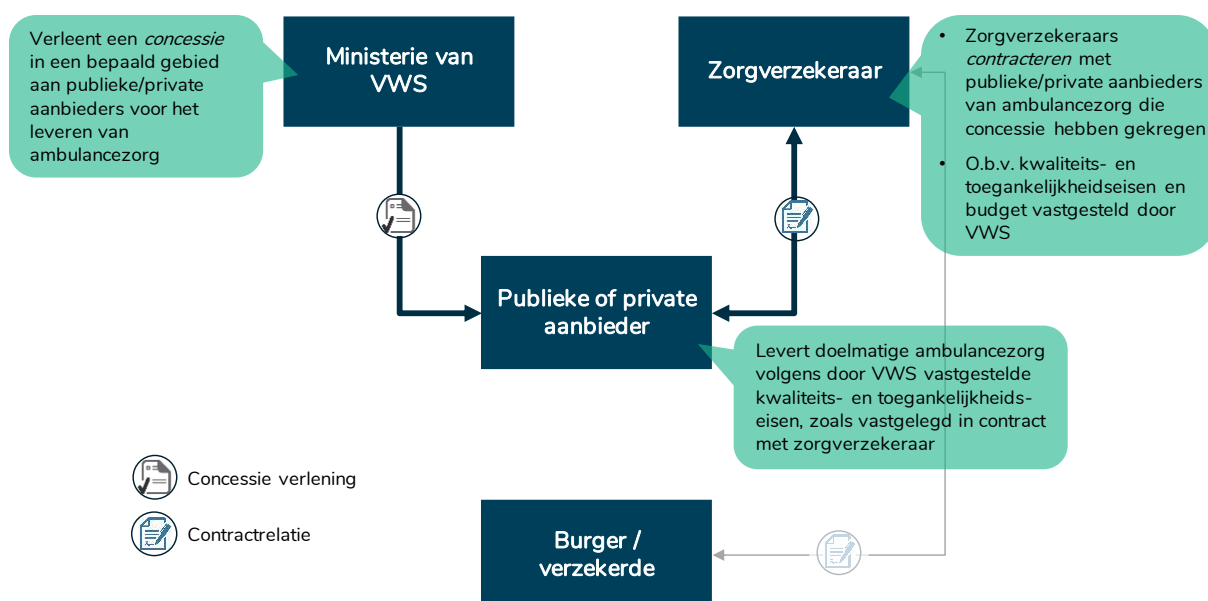 Verleent een concessie
in een bepaald gebied
aan publieke/private
aanbieders voor het
leveren van
ambulancezorg
Ministerie van
VWS
Zorgverzekeraar
• Zorgverzekeraars
contracteren met
publieke/private aanbieders
van ambulancezorg die
concessie hebben gekregen
• O.b.v. kwaliteits- en
toegankelijkheidseisen en
budget vastgesteld door
VWS
Publieke of private
aanbieder
Levert doelmatige ambulancezorg
volgens door VWS vastgestelde
kwaliteits- en toegankelijkheids-
eisen, zoals vastgelegd in contract
met zorgverzekeraar
Concessie verlening
Contractrelatie
Burger /
verzekerde